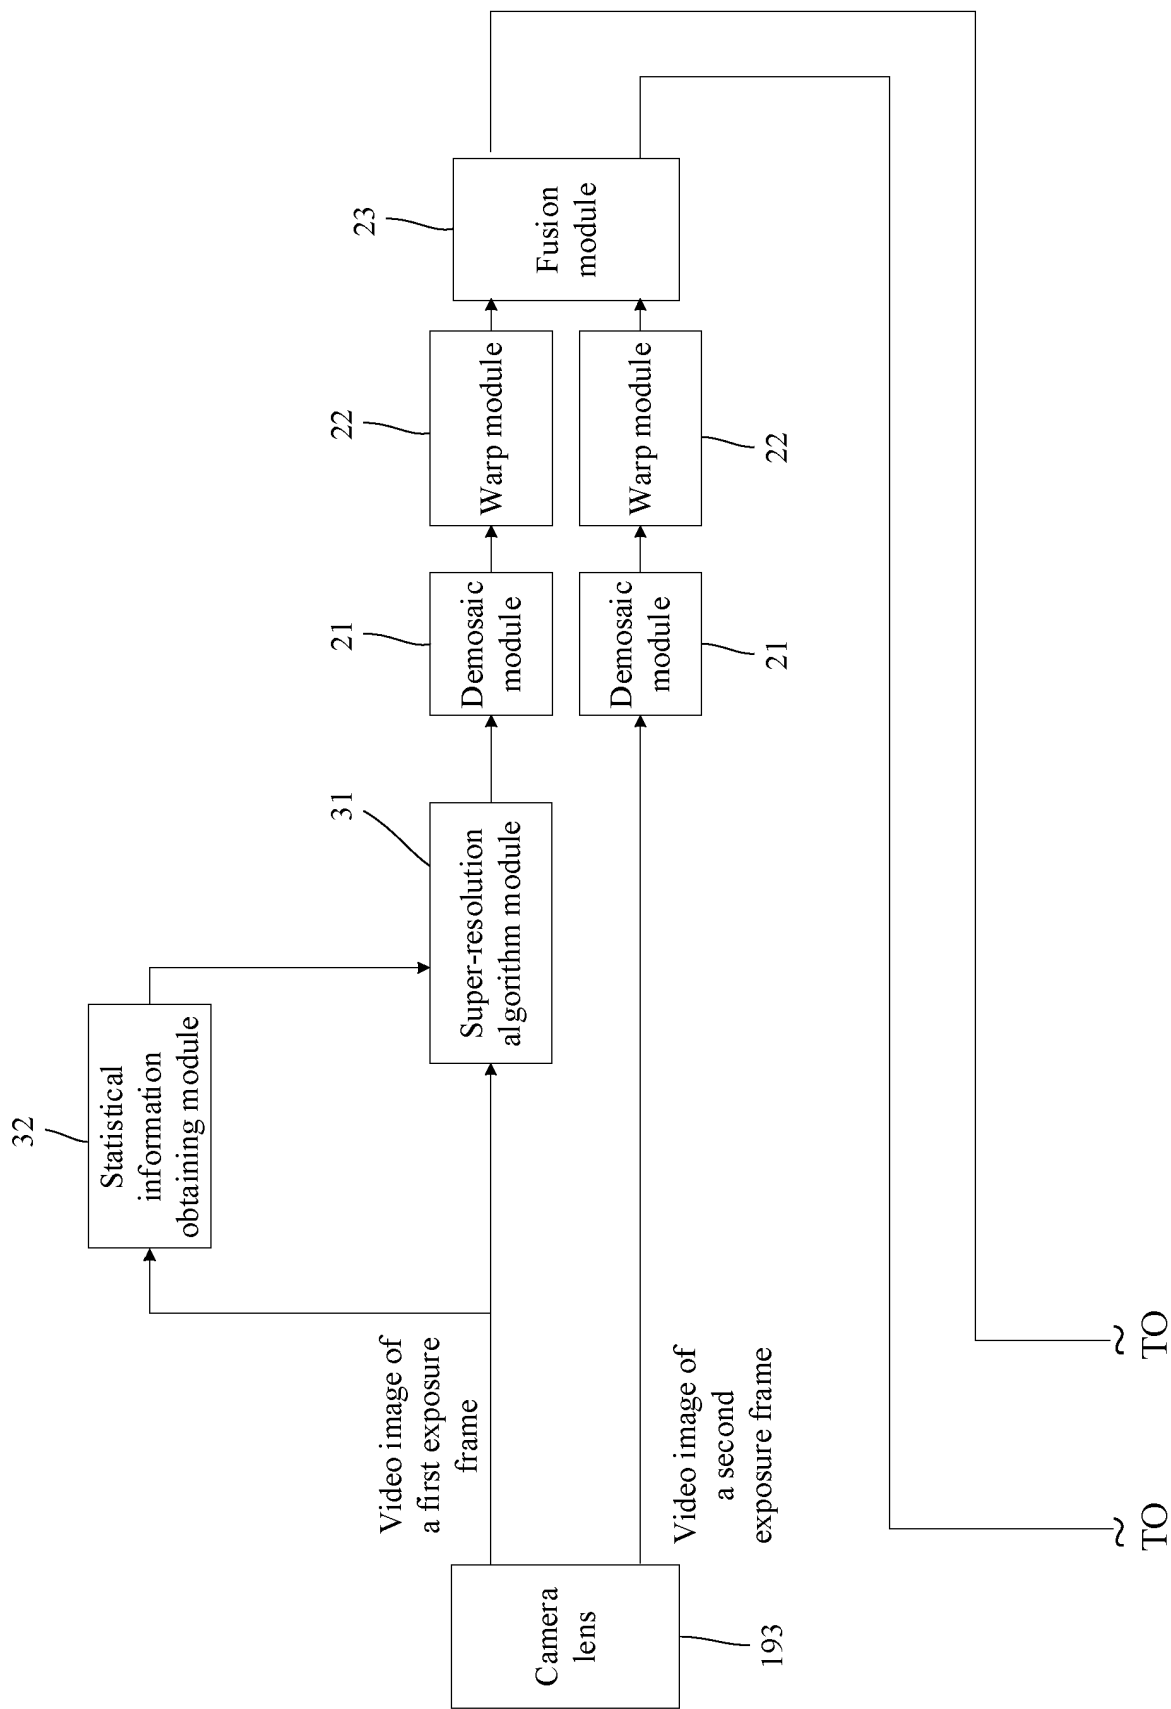 32
Statistical
information
obtaining module
Video image of
a first exposure
frame
31
Super-resolution
algorithm module
21
Demosaic
module
22
Warp module
23
Fusion
module
Camera
lens
193
Video image of
a second
exposure frame
Demosaic
module
21
Warp module
22
TO
TO